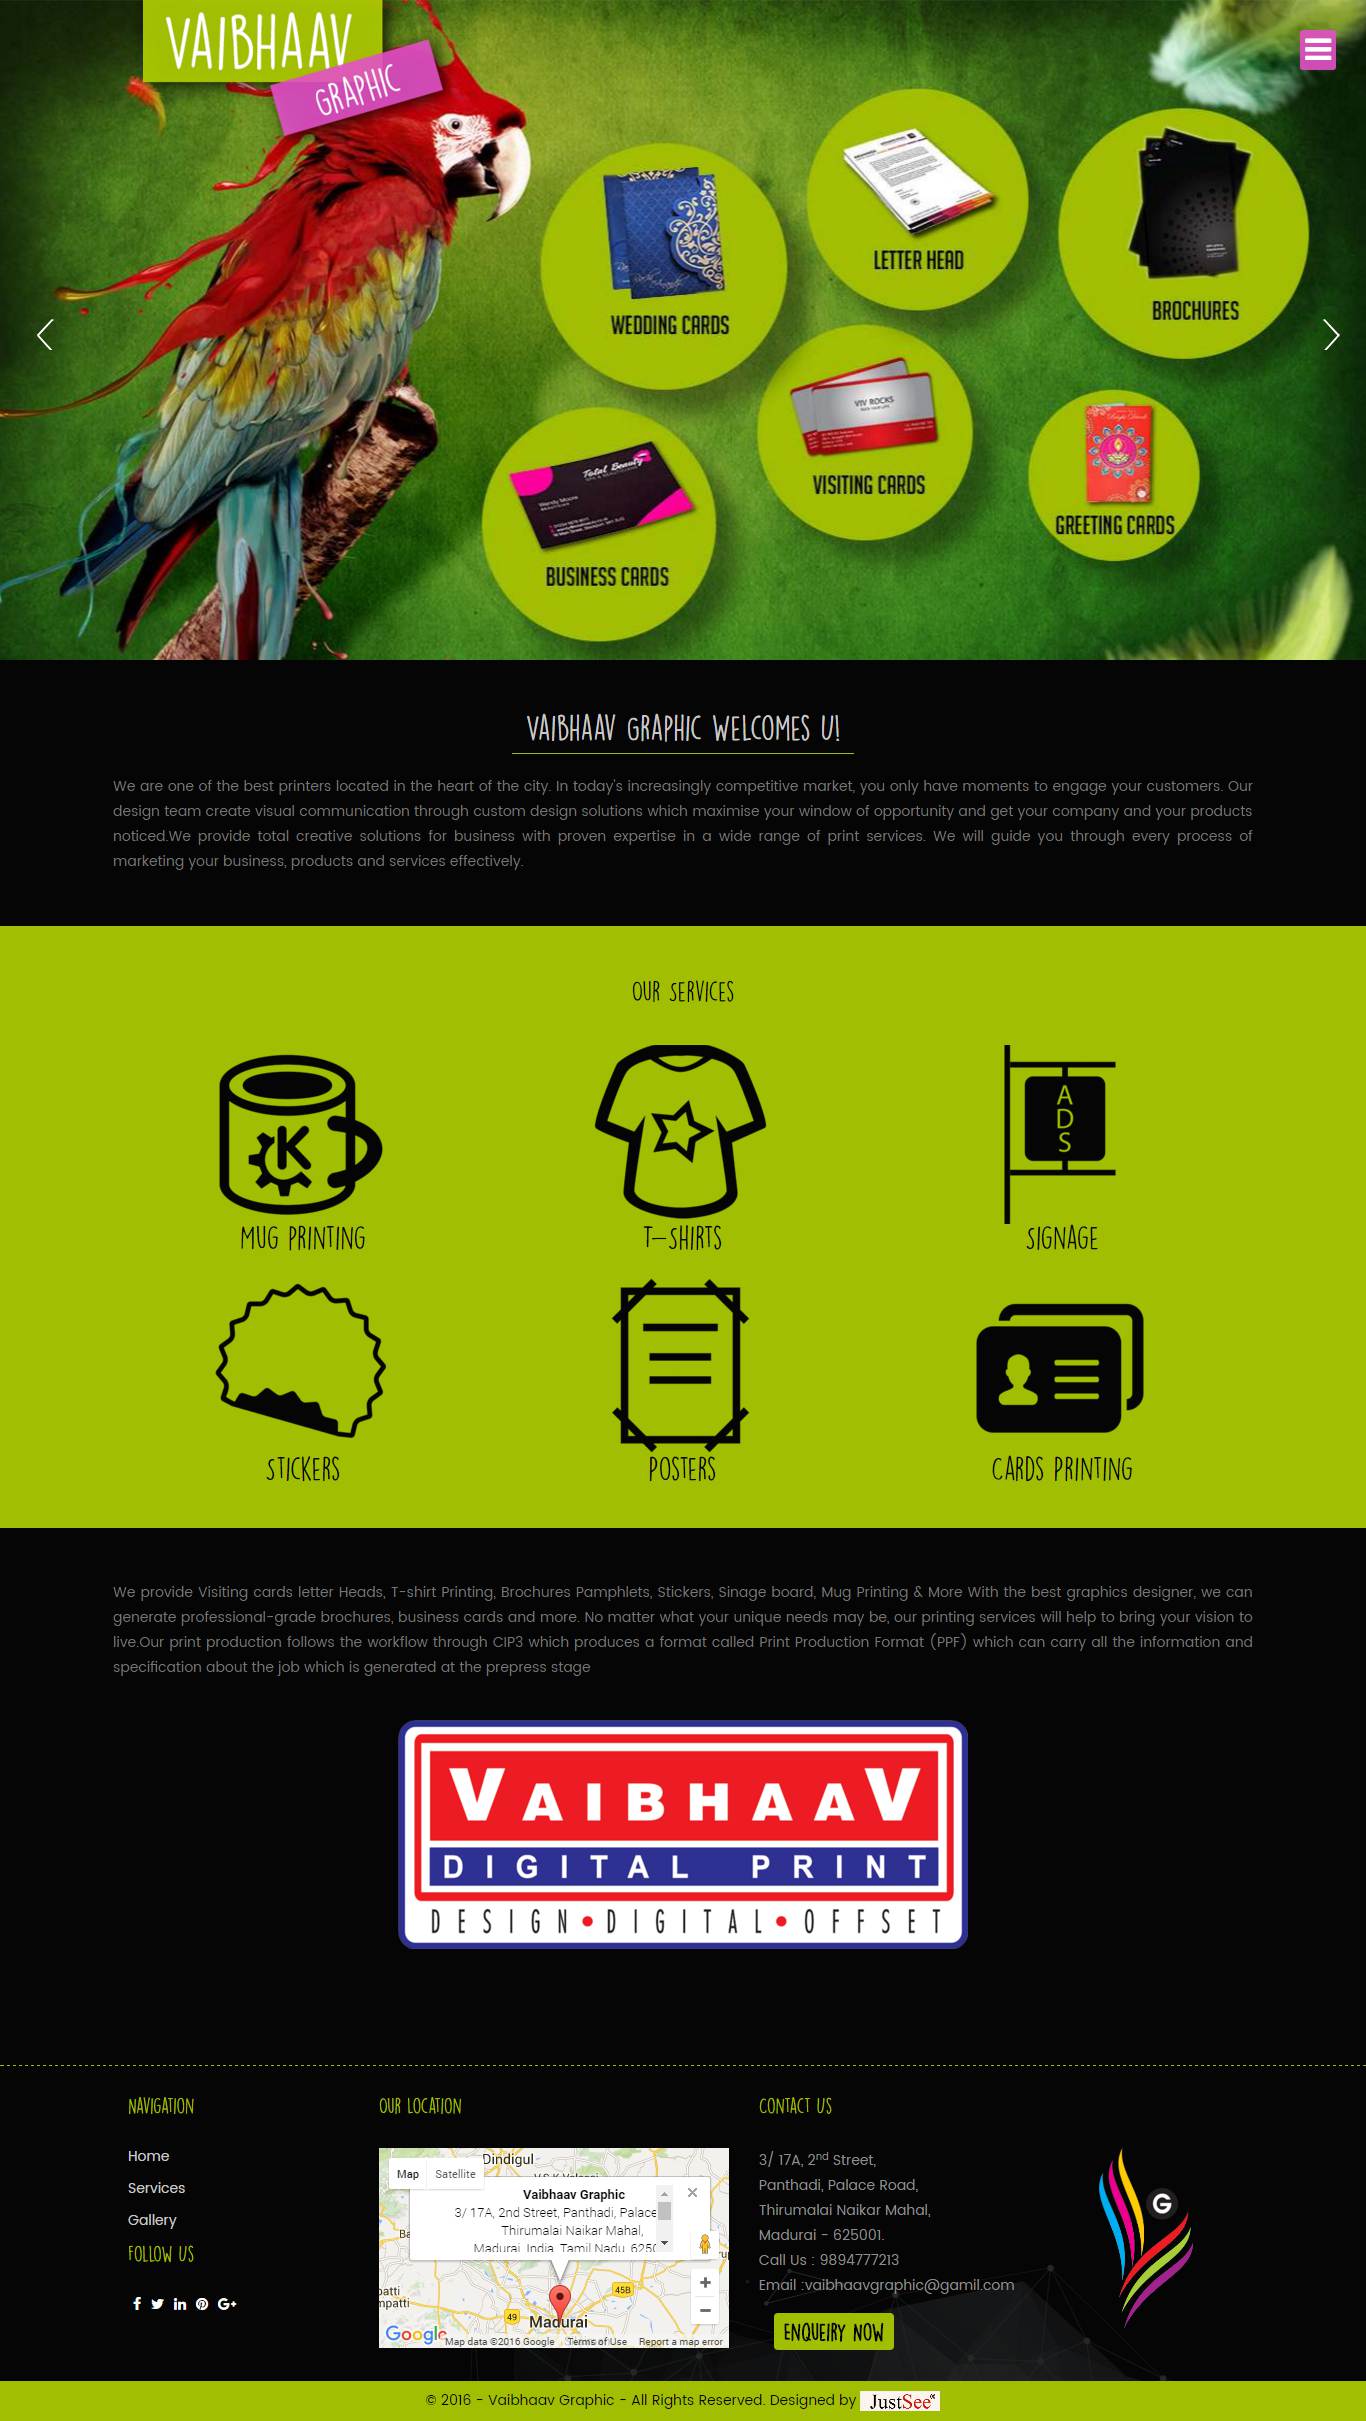 VAIBHAAV
GRAPHIC
LETTER HEAD
BROCHURES
WEDDING CARDS
VIV ROCKS
VISITING CARDS
GREETING CARDS
Total Beauty
Wendy Moore
BUSINESS CARDS
VAIBHAAV GRAPHIC WELCOMES U!
We are one of the best printers located in the heart of the city. In today's increasingly competitive market, you only have moments to engage your customers. Our
design team create visual communication through custom design solutions which maximise your window of opportunity and get your company and your products
noticed.We provide total creative solutions for business with proven expertise in a wide range of print services. We will guide you through every process of
marketing your business, products and services effectively.
OUR SERVICES
K
ADS
MUG PRINTING
T-SHIRTS
SIGNAGE
STICKERS
POSTERS
CARDS PRINTING
We provide Visiting cards letter Heads, T-shirt Printing, Brochures Pamphlets, Stickers, Sinage board, Mug Printing & More With the best graphics designer, we can
generate professional-grade brochures, business cards and more. No matter what your unique needs may be, our printing services will help to bring your vision to
live.Our print production follows the workflow through CIP3 which produces a format called Print Production Format (PPF) which can carry all the information and
specification about the job which is generated at the prepress stage
VAIBHAAV
DIGITAL PRINT
DESIGN • DIGITAL • OFFSET
NAVIGATION
Home
Services
Gallery
FOLLOW US
OUR LOCATION
Dindigul
Map Satellite
Vaibhaav Graphic
3/ 17A, 2nd Street, Panthadi, Palace
Thirumalai Naikar Mahal,
Madurai, India, Tamil Nadu, 625
45B
49
Madurai
Google
Map data ©2016 Google Terms of Use Report a map error
CONTACT US
3/ 17A, 2nd Street,
Panthadi, Palace Road,
Thirumalai Naikar Mahal,
Madurai - 625001.
Call Us : 9894777213
Email :vaibhaavgraphic@gamil.com
ENQUEIRY NOW
G
© 2016 - Vaibhaav Graphic - All Rights Reserved. Designed by JustSee